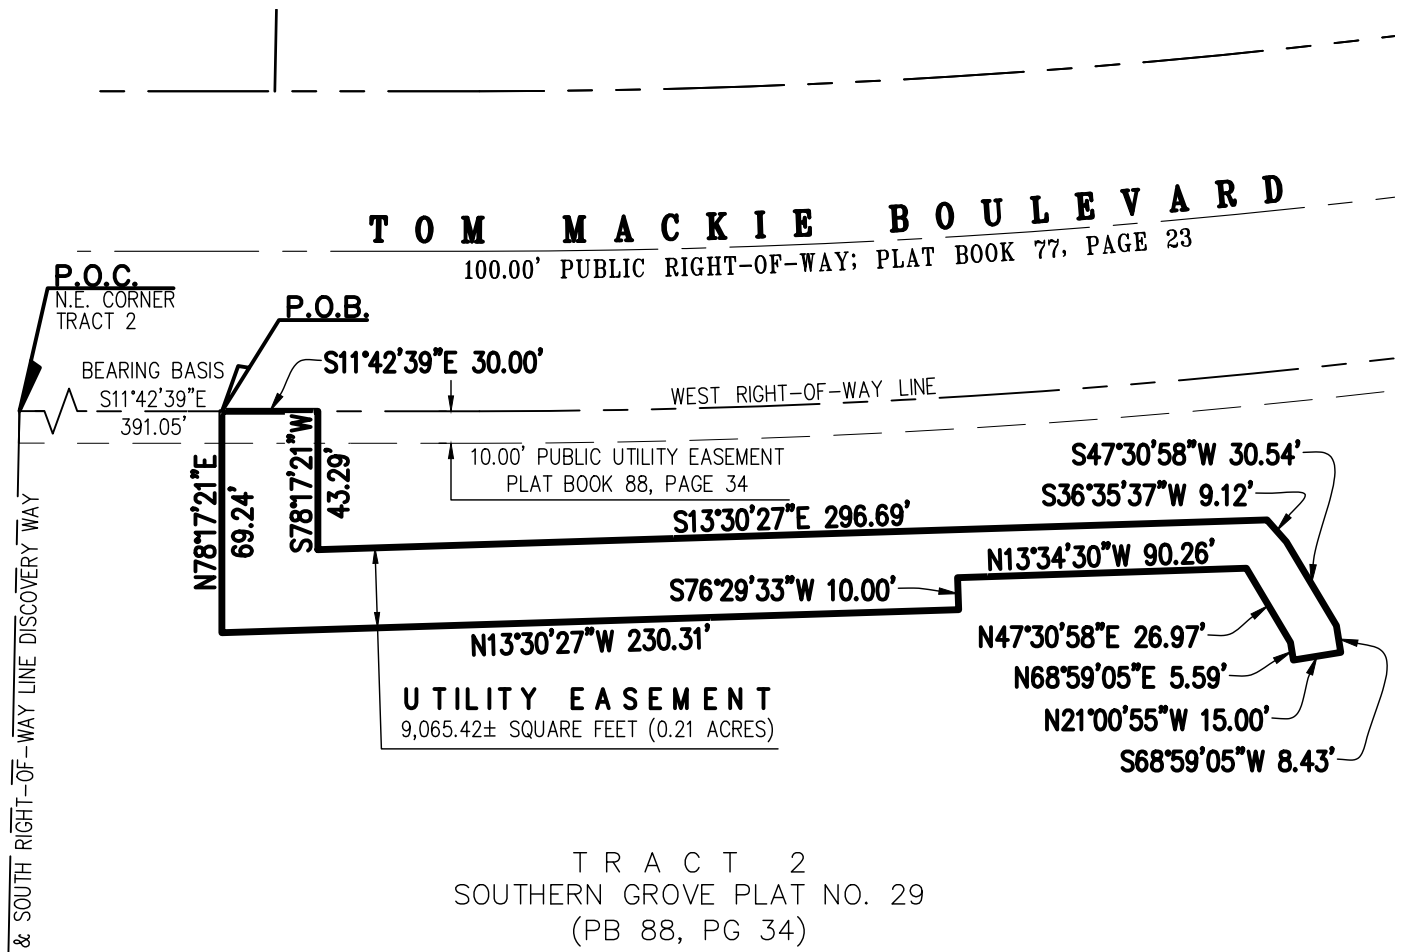 TOM MACKIE BOULEVARD
100.00' PUBLIC RIGHT-OF-WAY; PLAT BOOK 77, PAGE 23
P.O.C.
N.E. CORNER
TRACT 2
P.O.B.
BEARING BASIS
S11°42'39"E
391.05'
S11°42'39"E 30.00'
WEST RIGHT-OF-WAY LINE
10.00' PUBLIC UTILITY EASEMENT
PLAT BOOK 88, PAGE 34
N78°17'21"E
69.24'
S78°17'21"W
43.29'
S47°30'58"W 30.54'
S36°35'37"W 9.12'
S13°30'27"E 296.69'
N13°34'30"W 90.26'
S76°29'33"W 10.00'
N13°30'27"W 230.31'
N47°30'58"E 26.97'
N68°59'05"E 5.59'
N21°00'55"W 15.00'
S68°59'05"W 8.43'
UTILITY EASEMENT
9,065.42± SQUARE FEET (0.21 ACRES)
& SOUTH RIGHT-OF-WAY LINE DISCOVERY WAY
TRACT 2
SOUTHERN GROVE PLAT NO. 29
(PB 88, PG 34)